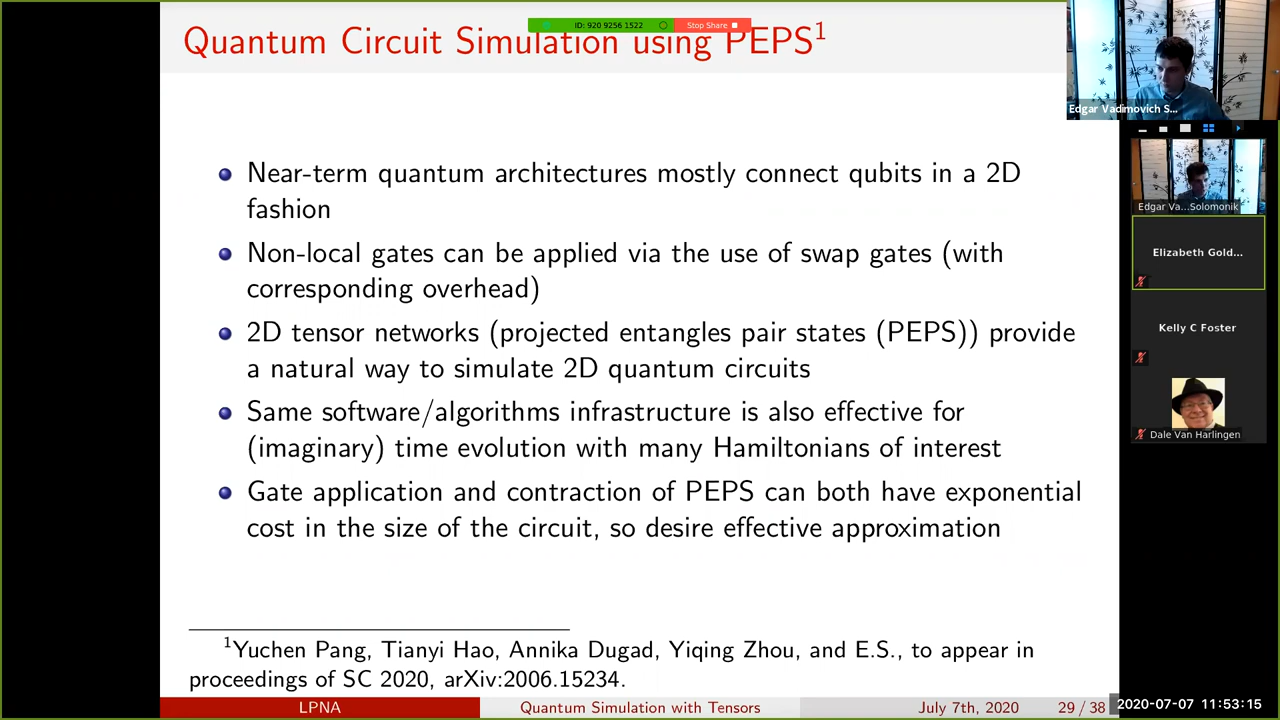 ID: 920 9256 1522
Stop Share
Quantum Circuit Simulation using PEPS¹
Near-term quantum architectures mostly connect qubits in a 2D
fashion
Non-local gates can be applied via the use of swap gates (with
corresponding overhead)
2D tensor networks (projected entangles pair states (PEPS)) provide
a natural way to simulate 2D quantum circuits
Same software/algorithms infrastructure is also effective for
(imaginary) time evolution with many Hamiltonians of interest
Gate application and contraction of PEPS can both have exponential
cost in the size of the circuit, so desire effective approximation
¹Yuchen Pang, Tianyi Hao, Annika Dugad, Yiqing Zhou, and E.S., to appear in
proceedings of SC 2020, arXiv:2006.15234.
LPNA
Quantum Simulation with Tensors
July 7th, 2020
29 / 38
Edgar Vadimovich S...
Edgar Va...Solomonik
Elizabeth Gold...
Kelly C Foster
Dale Van Harlingen
2020-07-07 11:53:15